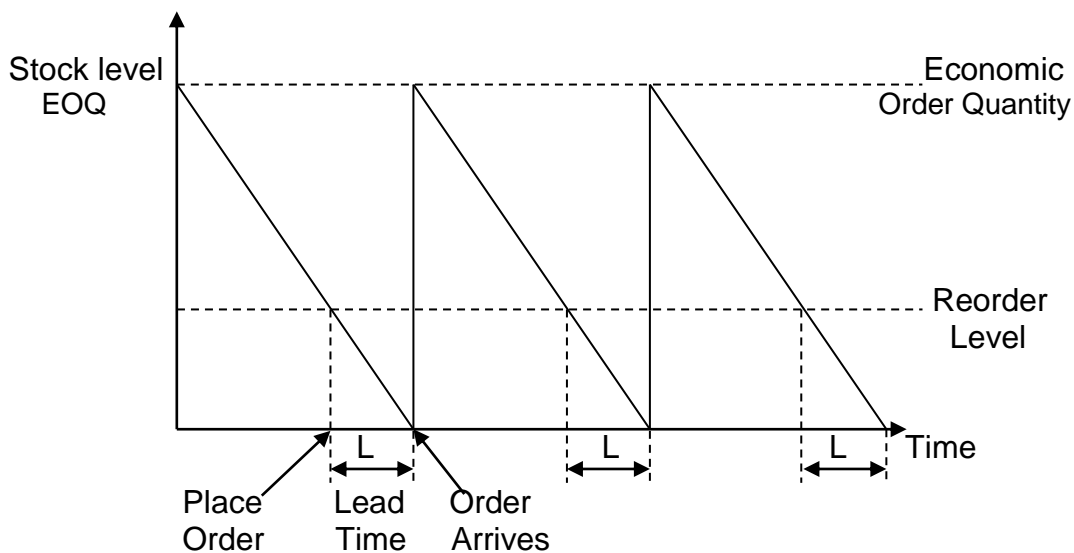 Stock level
EOQ
Economic
Order Quantity
Reorder
Level
L
L
L
Time
Place
Order
Lead
Time
Order
Arrives